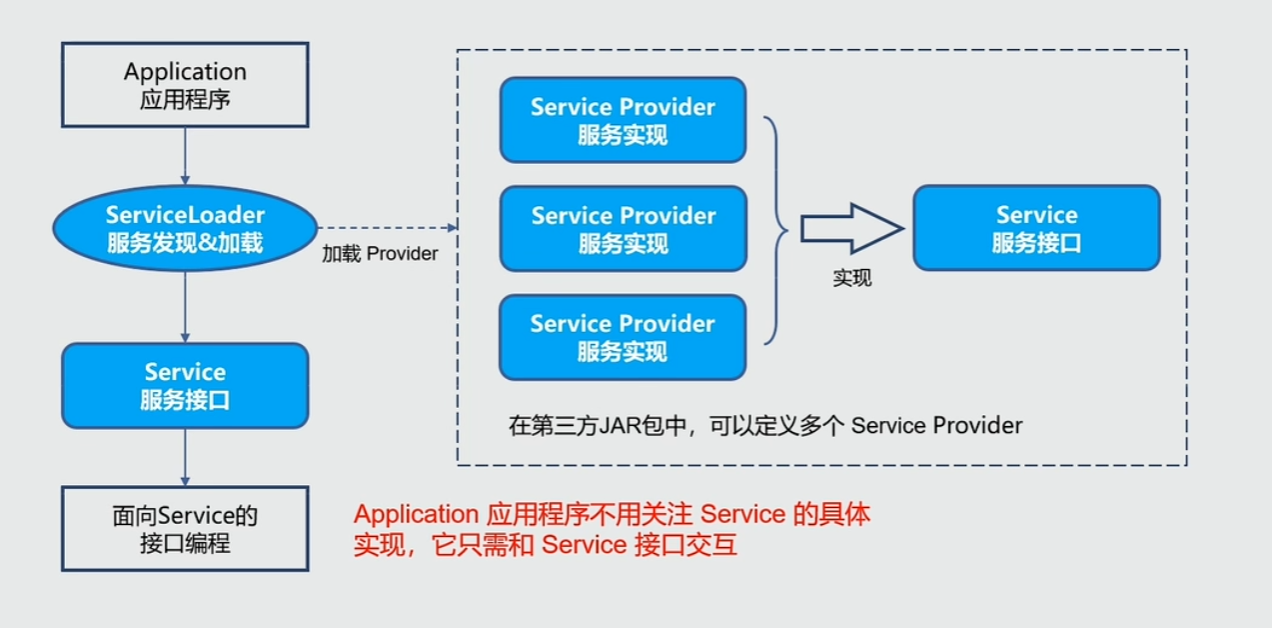 Application
应用程序
ServiceLoader
服务发现&加载
加载 Provider
Service
服务接口
面向Service的
接口编程
Service Provider
服务实现
Service Provider
服务实现
Service Provider
服务实现
实现
Service
服务接口
在第三方JAR包中，可以定义多个 Service Provider
Application 应用程序不用关注 Service 的具体
实现，它只需和 Service 接口交互